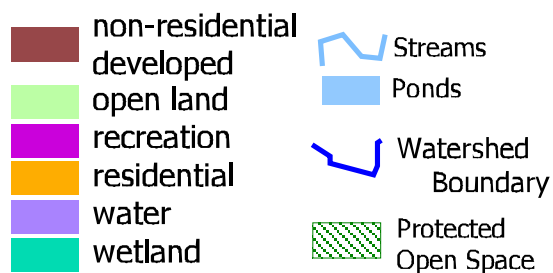 non-residential
developed
open land
recreation
residential
water
wetland
Streams
Ponds
Watershed
Boundary
Protected
Open Space